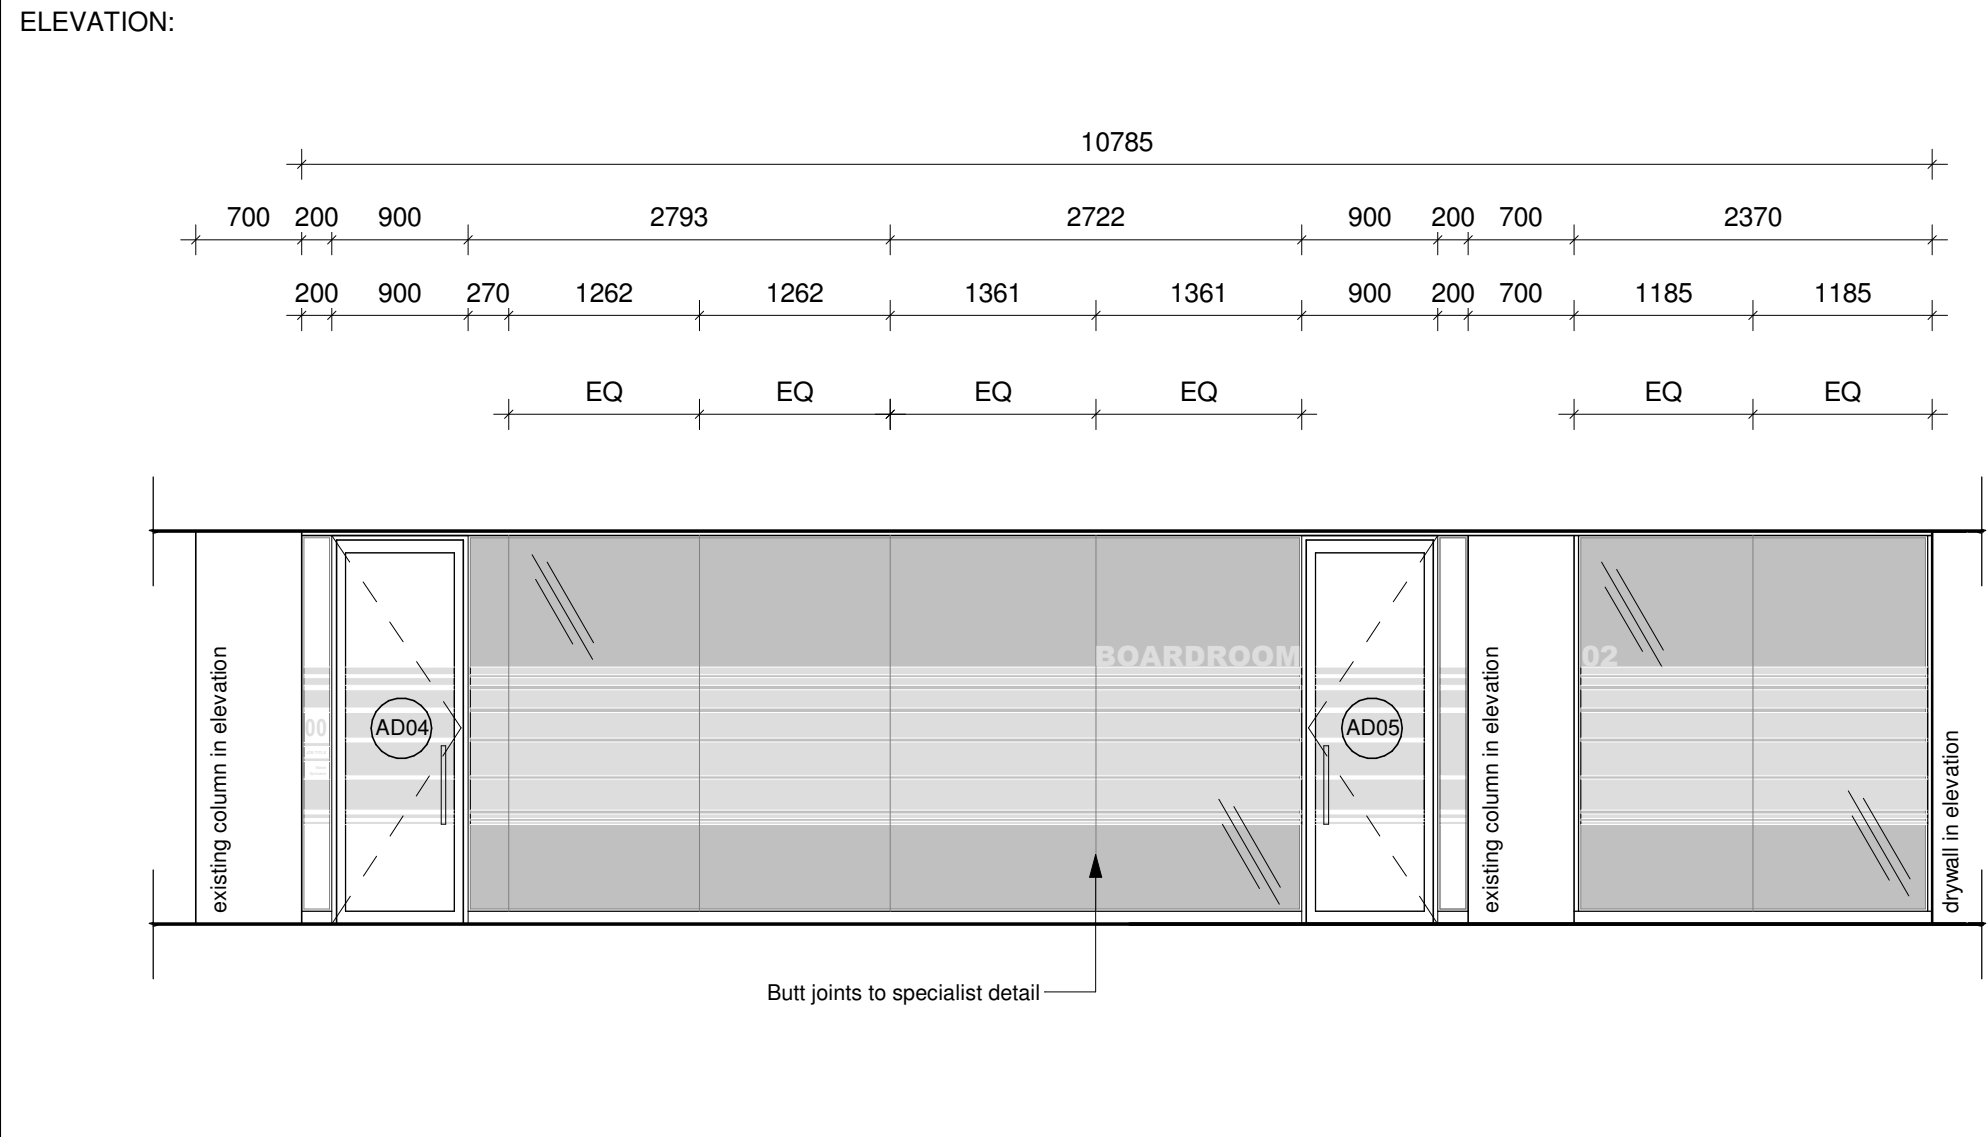 ELEVATION:
10785
700 200 900 2793 2722 900 200 700 2370
200 900 270 1262 1262 1361 1361 900 200 700 1185 1185
EQ EQ EQ EQ EQ EQ
BOARDROOM 02
00
AD04 AD05
existing column in elevation
existing column in elevation
drywall in elevation
Butt joints to specialist detail